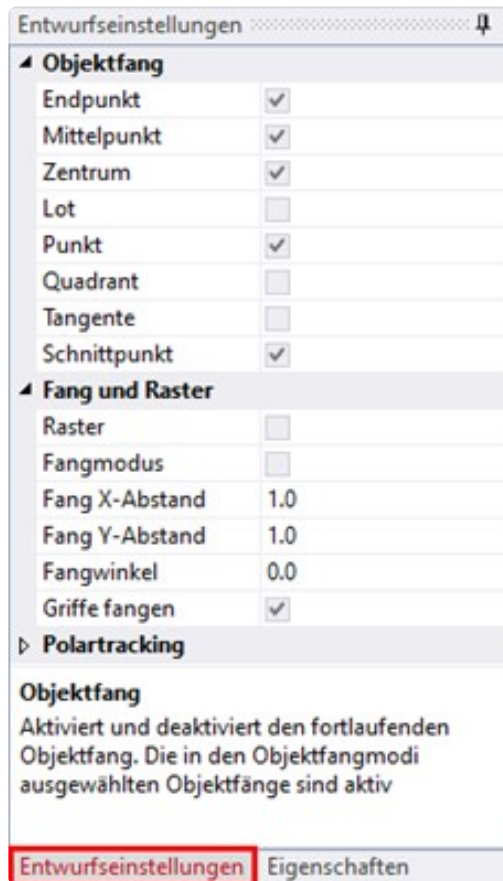 Entwurfseinstellungen
Objektfang
Endpunkt
Mittelpunkt
Zentrum
Lot
Punkt
Quadrant
Tangente
Schnittpunkt
Fang und Raster
Raster
Fangmodus
Fang X-Abstand 1.0
Fang Y-Abstand 1.0
Fangwinkel 0.0
Griffe fangen
Polartracking
Objektfang
Aktiviert und deaktiviert den fortlaufenden
Objektfang. Die in den Objektfangmodi
ausgewählten Objektfänge sind aktiv
Entwurfseinstellungen Eigenschaften